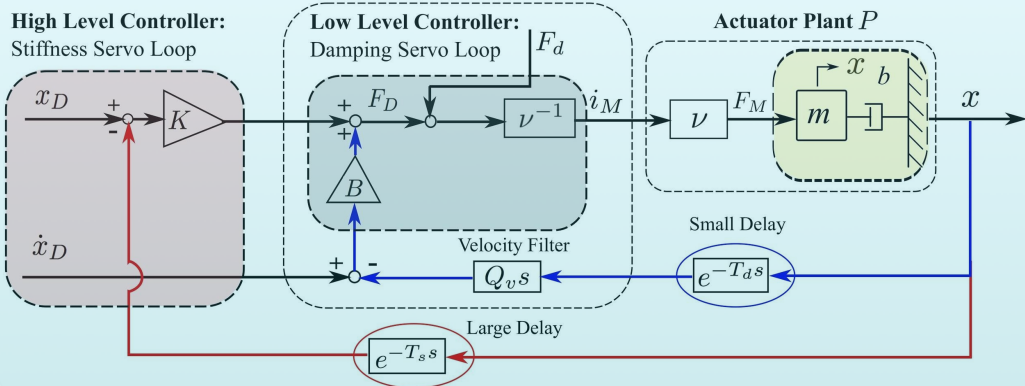 High Level Controller:
Stiffness Servo Loop
Low Level Controller:
Damping Servo Loop
Actuator Plant P
x_D
+
-
K
+
+
F_D
F_d
ν⁻¹
i_M
ν
F_M
x
b
m
x
B
ẋ_D
+
-
Velocity Filter
Q_v s
Small Delay
e^{-T_d s}
Large Delay
e^{-T_s s}